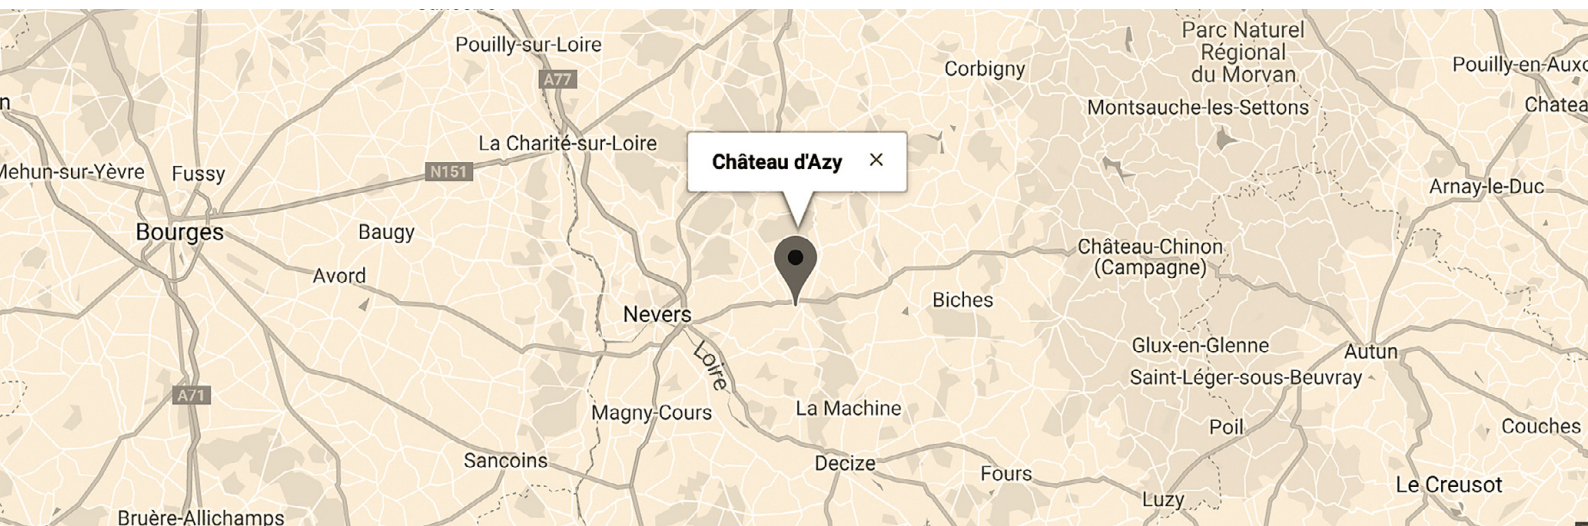 Pouilly-sur-Loire
A77
Corbigny
Parc Naturel
Régional
du Morvan
Pouilly-en-Auxo
Montsauche-les-Settons
Chatea
La Charité-sur-Loire
Château d'Azy ×
Mehun-sur-Yèvre
Fussy
N151
Arnay-le-Duc
Bourges
Baugy
Château-Chinon
(Campagne)
Avord
Biches
Nevers
Glux-en-Glenne
Autun
Loire
Saint-Léger-sous-Beuvray
A71
Magny-Cours
La Machine
Poil
Couches
Sancoins
Decize
Fours
Le Creusot
Luzy
Bruère-Allichamps